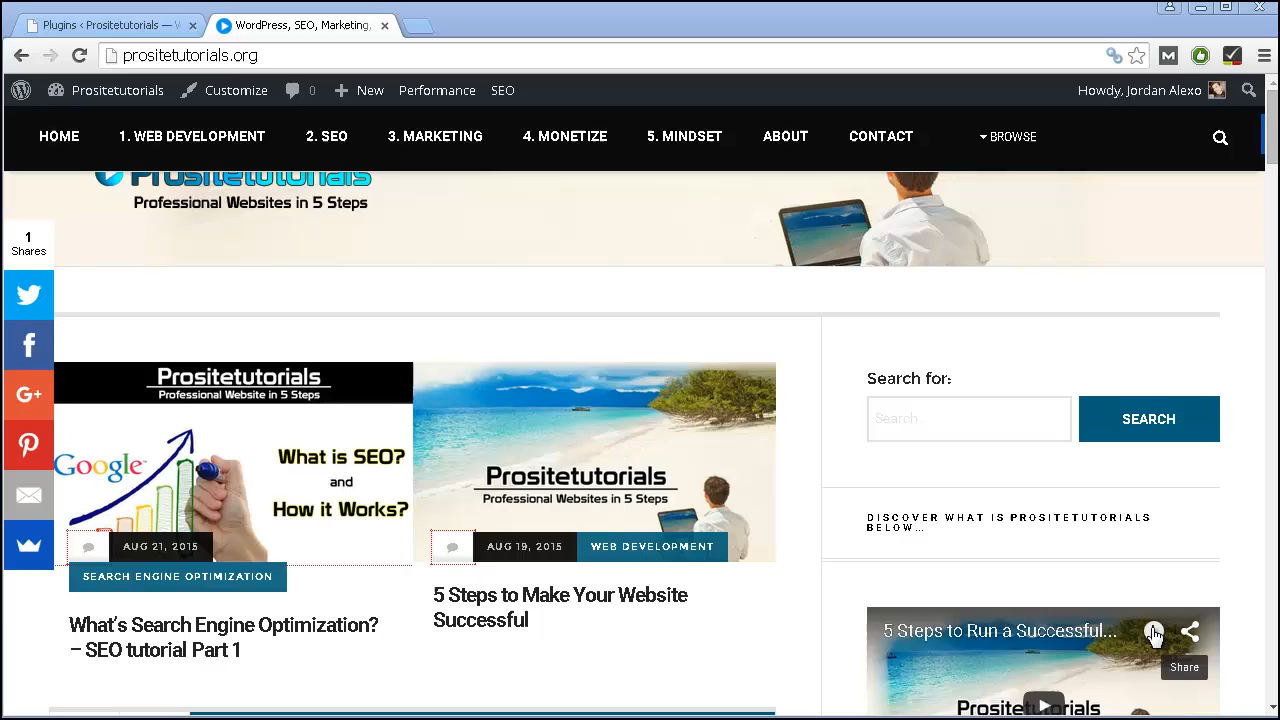 Plugins ‹ Prositetutorials —
WordPress, SEO, Marketing,
prositetutorials.org
Prositetutorials
Customize
0
New
Performance
SEO
Howdy, Jordan Alexo
HOME
1. WEB DEVELOPMENT
2. SEO
3. MARKETING
4. MONETIZE
5. MINDSET
ABOUT
CONTACT
BROWSE
Prositetutorials
Professional Websites in 5 Steps
1
Shares
Prositetutorials
Professional Website in 5 Steps
Google
What is SEO?
and
How it Works?
AUG 21, 2015
SEARCH ENGINE OPTIMIZATION
What's Search Engine Optimization?
– SEO tutorial Part 1
Prositetutorials
Professional Websites in 5 Steps
AUG 19, 2015
WEB DEVELOPMENT
5 Steps to Make Your Website
Successful
Search for:
Search
SEARCH
DISCOVER WHAT IS PROSITETUTORIALS
BELOW...
5 Steps to Run a Successful...
Share
Prositetutorials